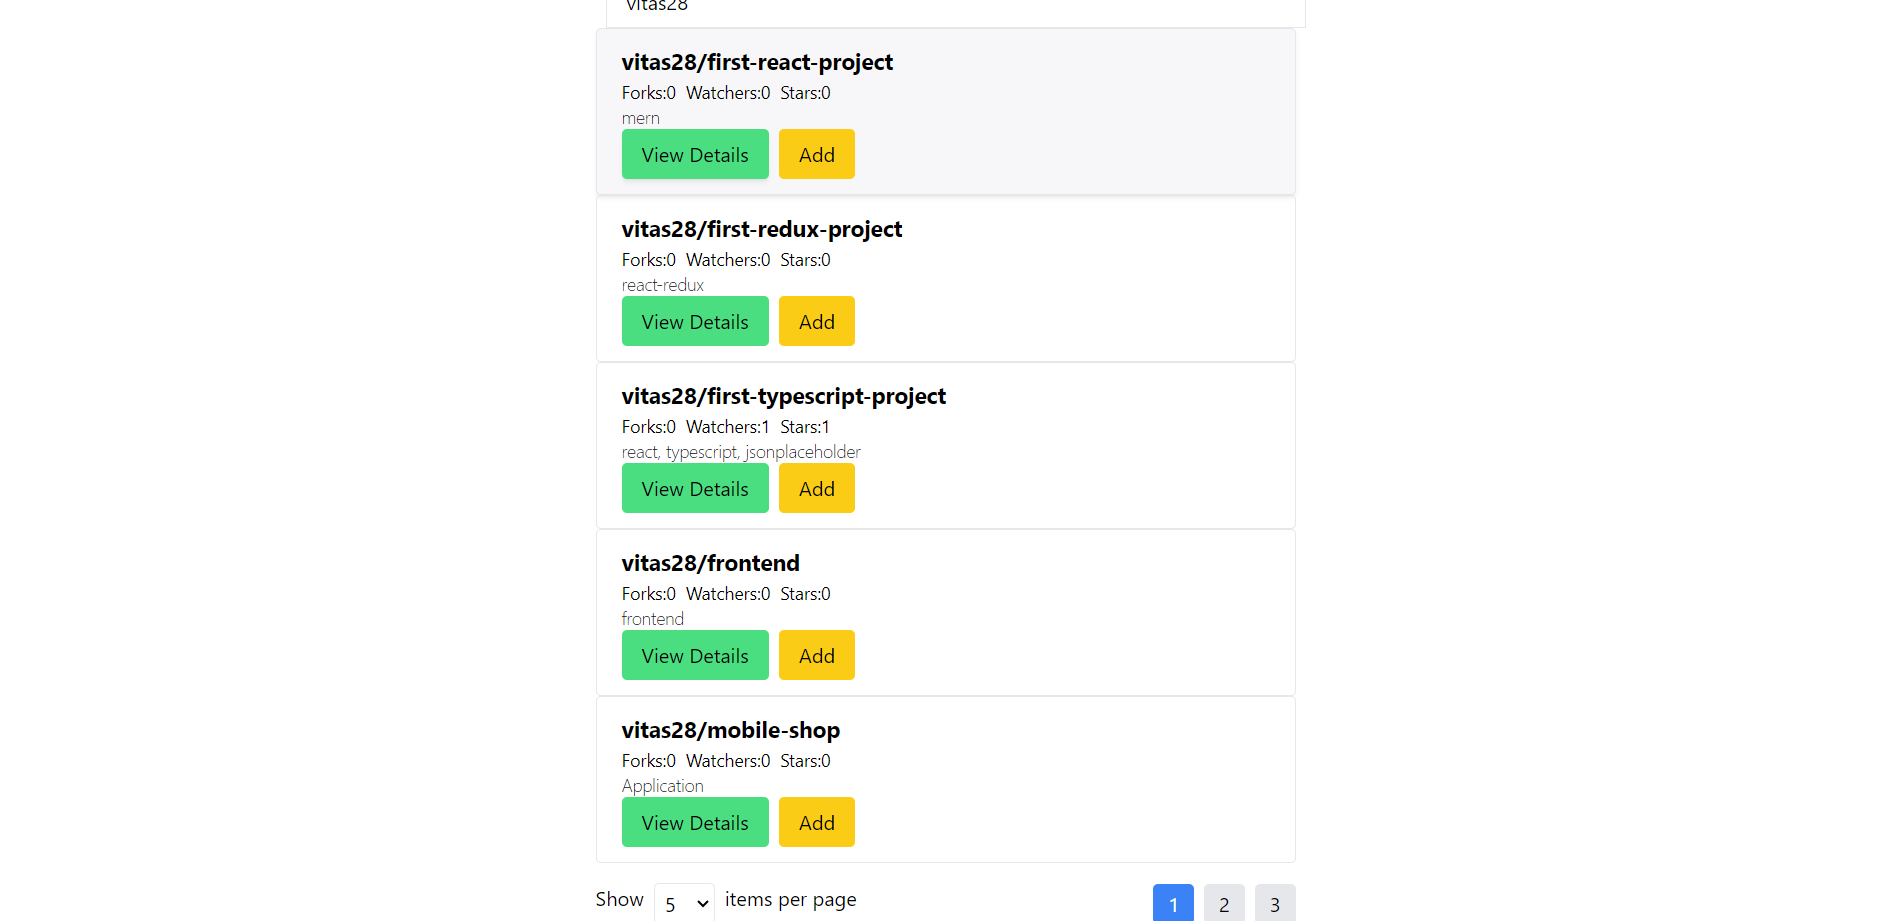 vitas28
vitas28/first-react-project
Forks:0 Watchers:0 Stars:0
mern
View Details Add
vitas28/first-redux-project
Forks:0 Watchers:0 Stars:0
react-redux
View Details Add
vitas28/first-typescript-project
Forks:0 Watchers:1 Stars:1
react, typescript, jsonplaceholder
View Details Add
vitas28/frontend
Forks:0 Watchers:0 Stars:0
frontend
View Details Add
vitas28/mobile-shop
Forks:0 Watchers:0 Stars:0
Application
View Details Add
Show 5 items per page 1 2 3